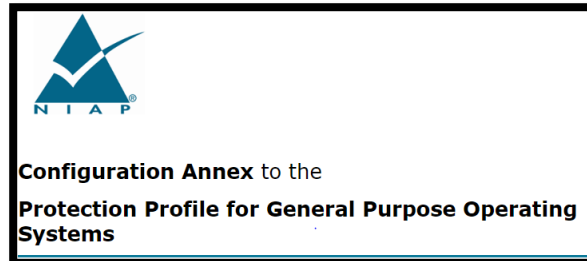 NIAP®
Configuration Annex to the
Protection Profile for General Purpose Operating
Systems